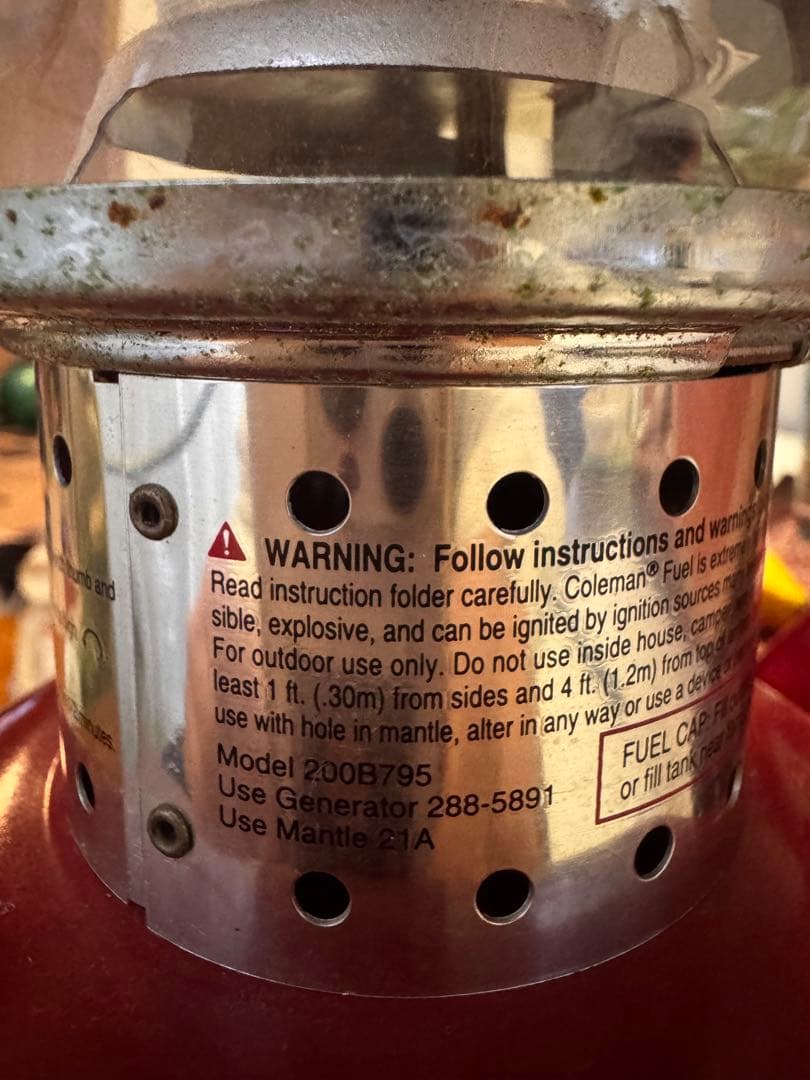 WARNING: Follow instructions and warnings
Read instruction folder carefully. Coleman® Fuel is
sible, explosive, and can be ignited by ignition sources
For outdoor use only. Do not use inside house,
least 1 ft. (.30m) from sides and 4 ft. (1.2m) from top
use with hole in mantle, alter in any way or use a device
Model 200B795
Use Generator 288-5891
Use Mantle 21A
FUEL CAP:
or fill tank
and